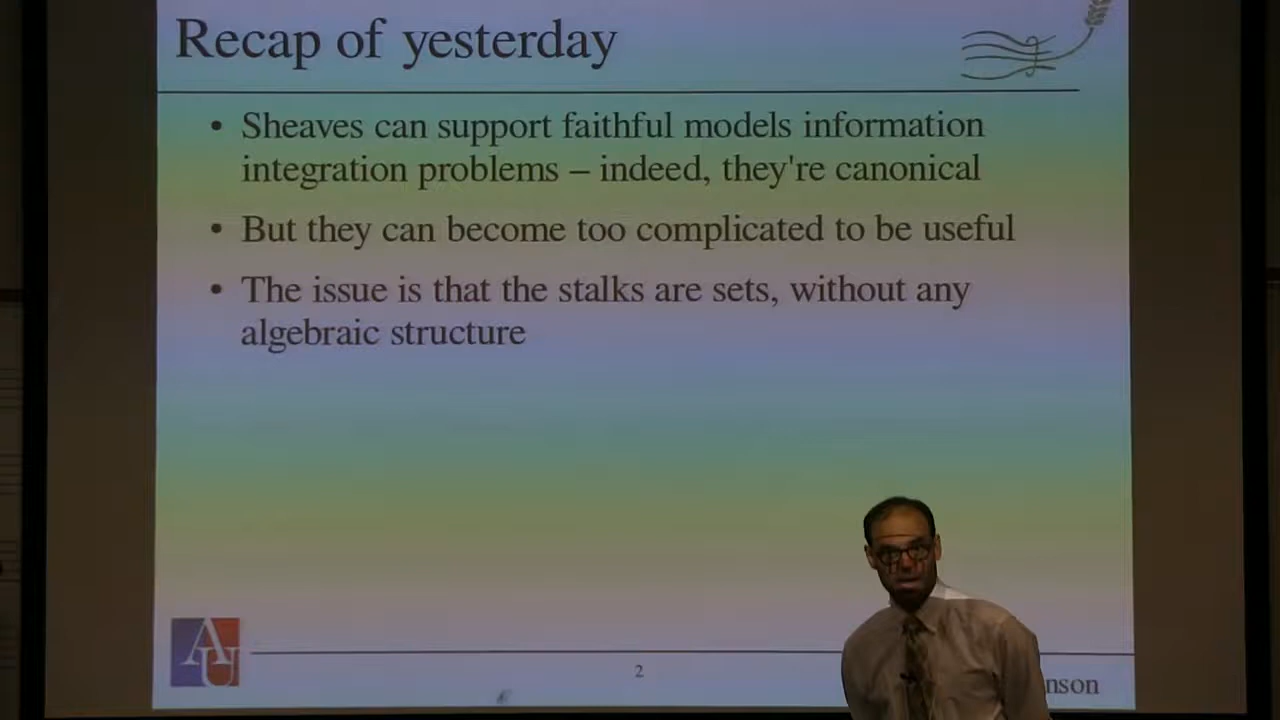 Recap of yesterday
• Sheaves can support faithful models information
integration problems – indeed, they're canonical
• But they can become too complicated to be useful
• The issue is that the stalks are sets, without any
algebraic structure
AU
2
nson